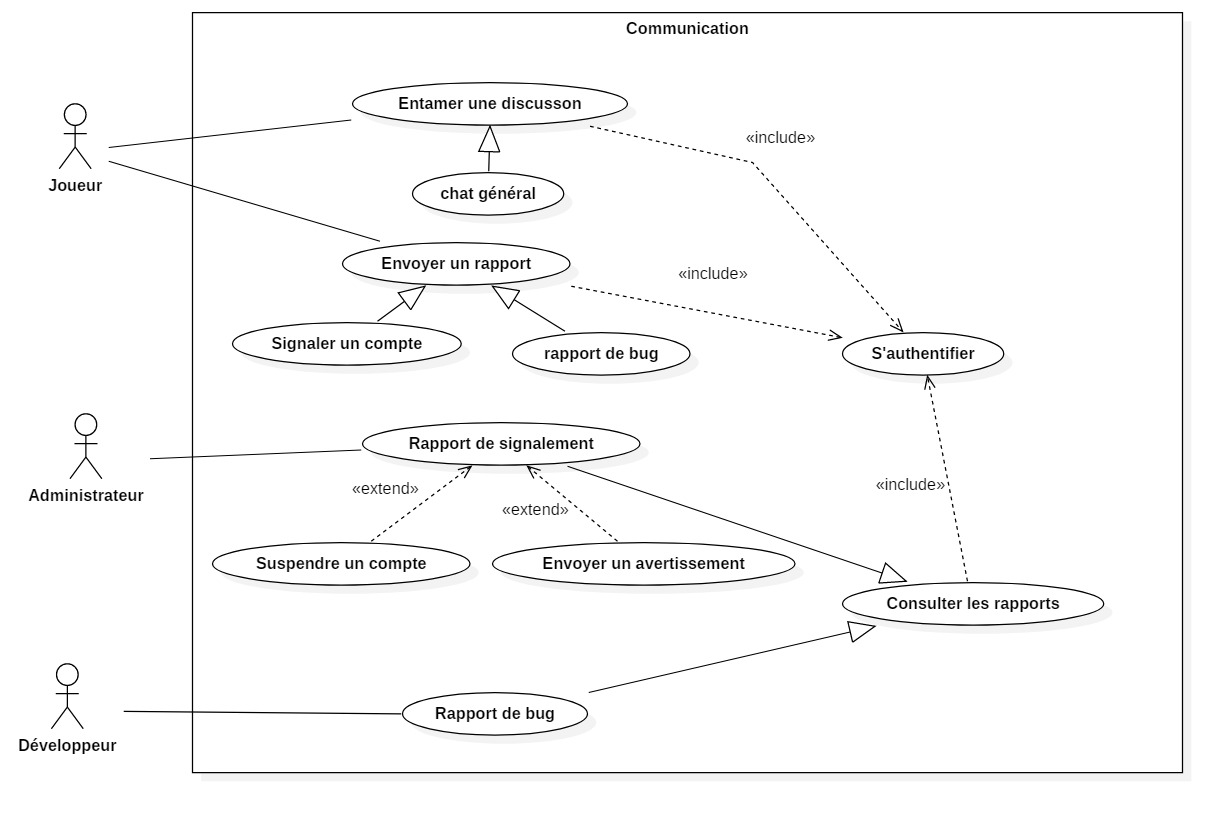 Communication
Entamer une discusson
«include»
Joueur
chat général
Envoyer un rapport
«include»
Signaler un compte
rapport de bug
S'authentifier
Administrateur
Rapport de signalement
«extend»
«extend»
«include»
Suspendre un compte
Envoyer un avertissement
Consulter les rapports
Développeur
Rapport de bug